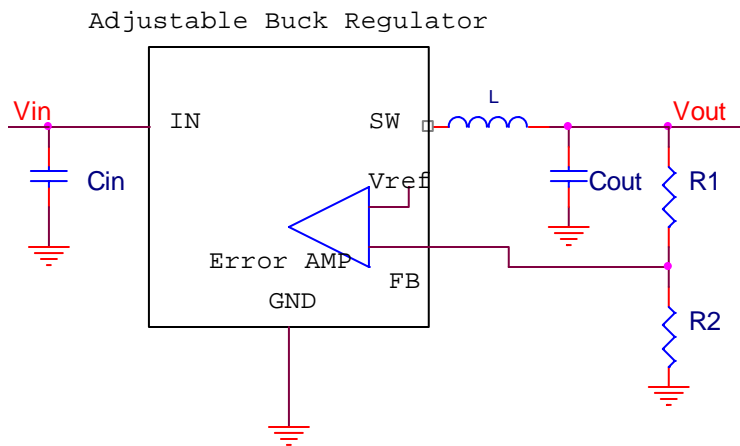 Adjustable Buck Regulator
Vin
IN
SW
L
Vout
Cin
Vref
Cout
R1
Error AMP
FB
GND
R2